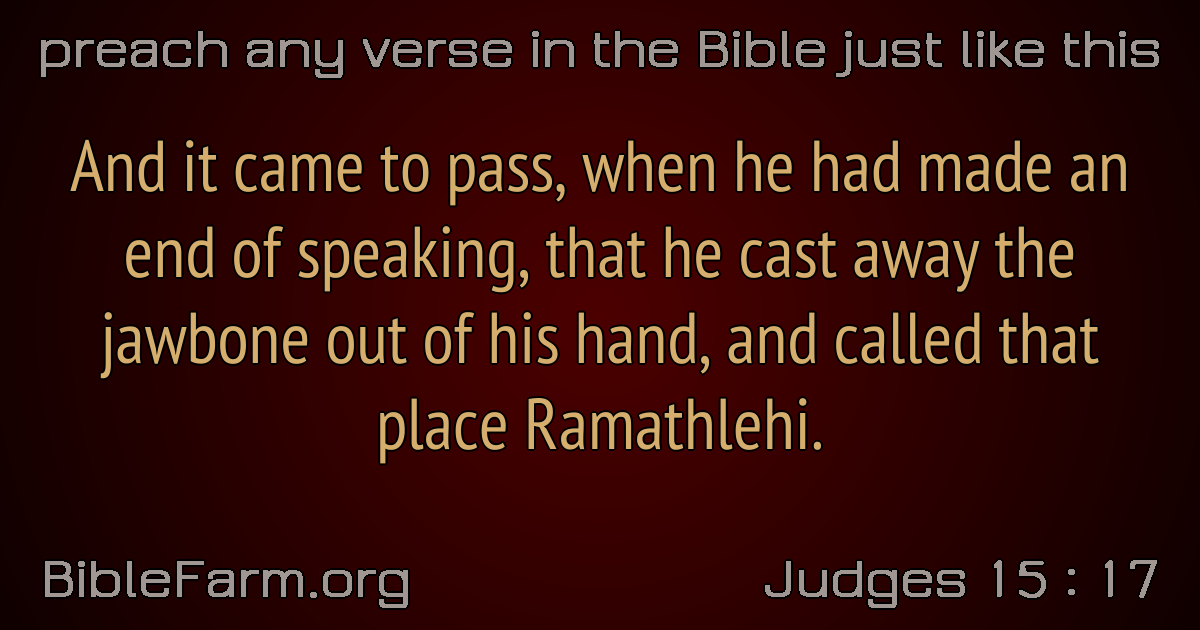 preach any verse in the Bible just like this
And it came to pass, when he had made an
end of speaking, that he cast away the
jawbone out of his hand, and called that
place Ramathlehi.
BibleFarm.org
Judges 15 : 17